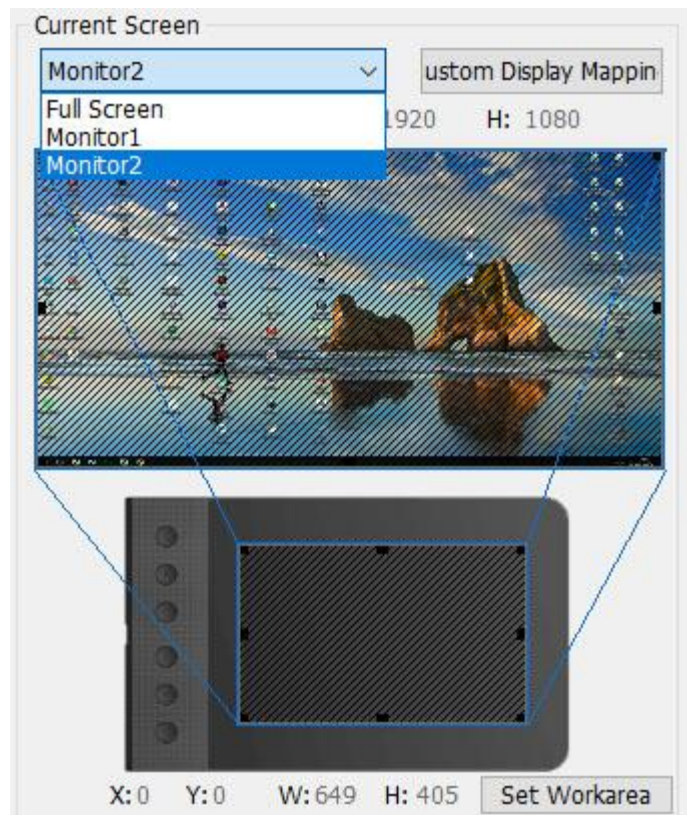 Current Screen
Monitor2
ustom Display Mappin
Full Screen
1920 H: 1080
Monitor1
Monitor2
X: 0 Y: 0 W: 649 H: 405 Set Workarea